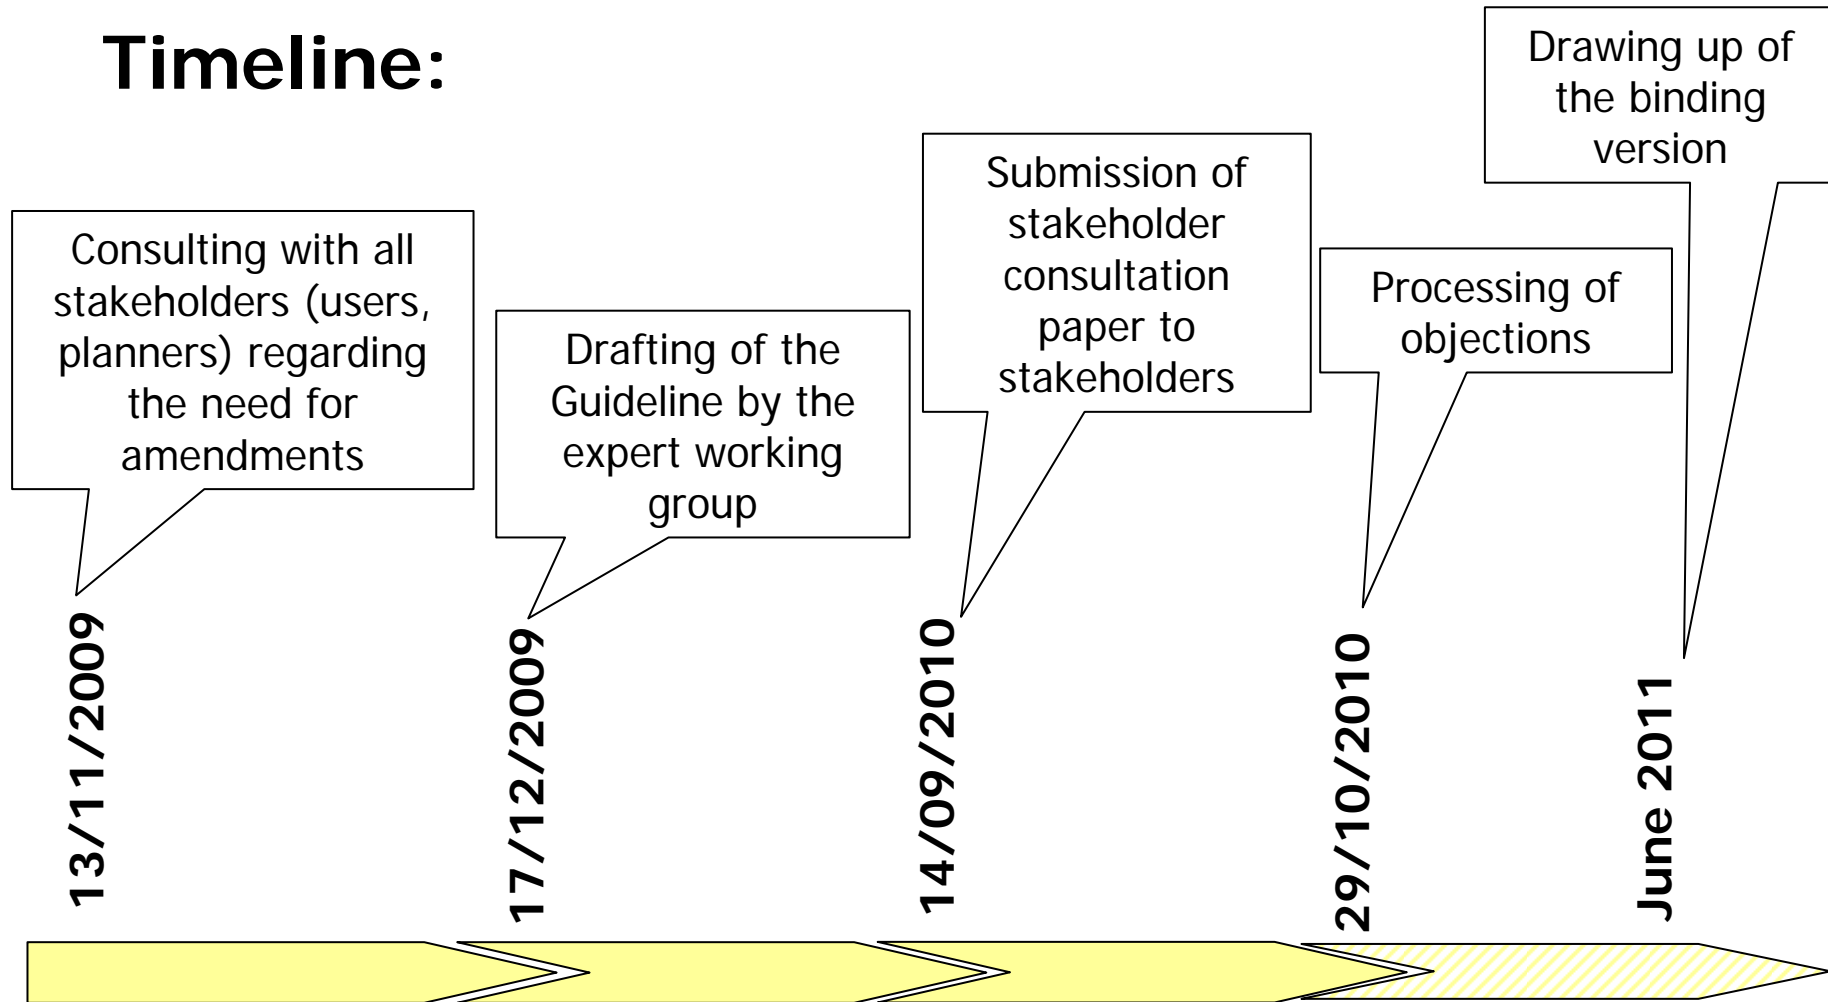 Timeline:
Consulting with all
stakeholders (users,
planners) regarding
the need for
amendments
Drafting of the
Guideline by the
expert working
group
Submission of
stakeholder
consultation
paper to
stakeholders
Processing of
objections
Drawing up of
the binding
version
13/11/2009
17/12/2009
14/09/2010
29/10/2010
June 2011